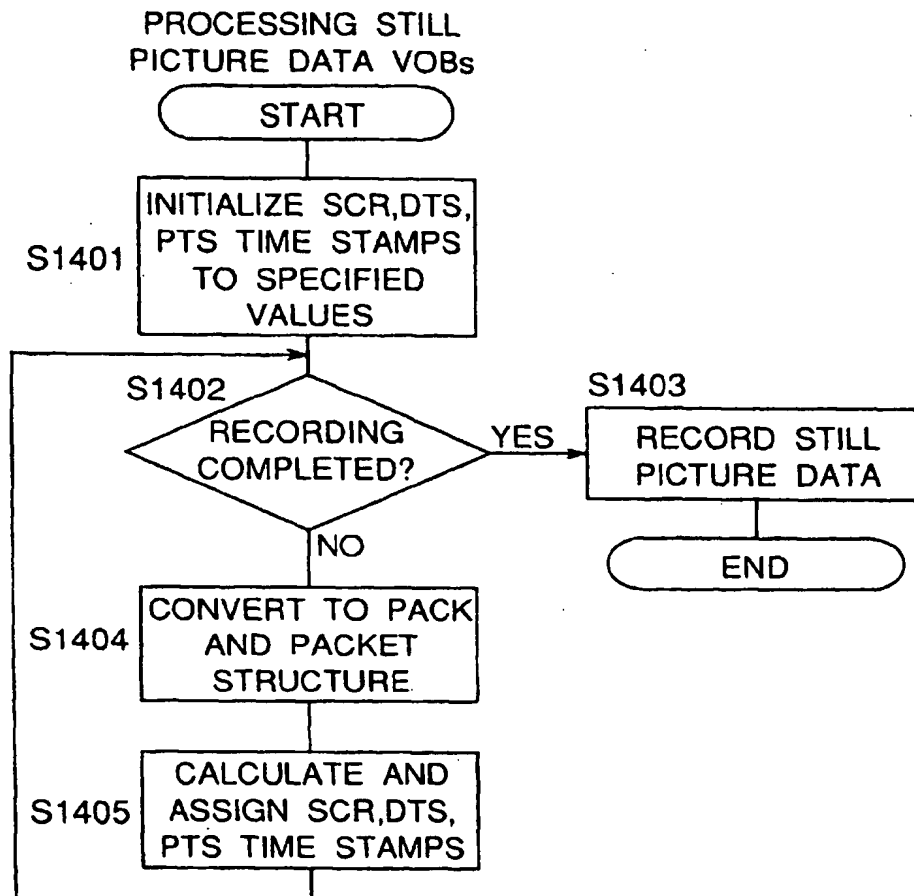 PROCESSING STILL
PICTURE DATA VOBs
START
S1401
INITIALIZE SCR,DTS,
PTS TIME STAMPS
TO SPECIFIED
VALUES
S1402
RECORDING
COMPLETED?
YES
S1403
RECORD STILL
PICTURE DATA
END
NO
S1404
CONVERT TO PACK
AND PACKET
STRUCTURE
S1405
CALCULATE AND
ASSIGN SCR,DTS,
PTS TIME STAMPS